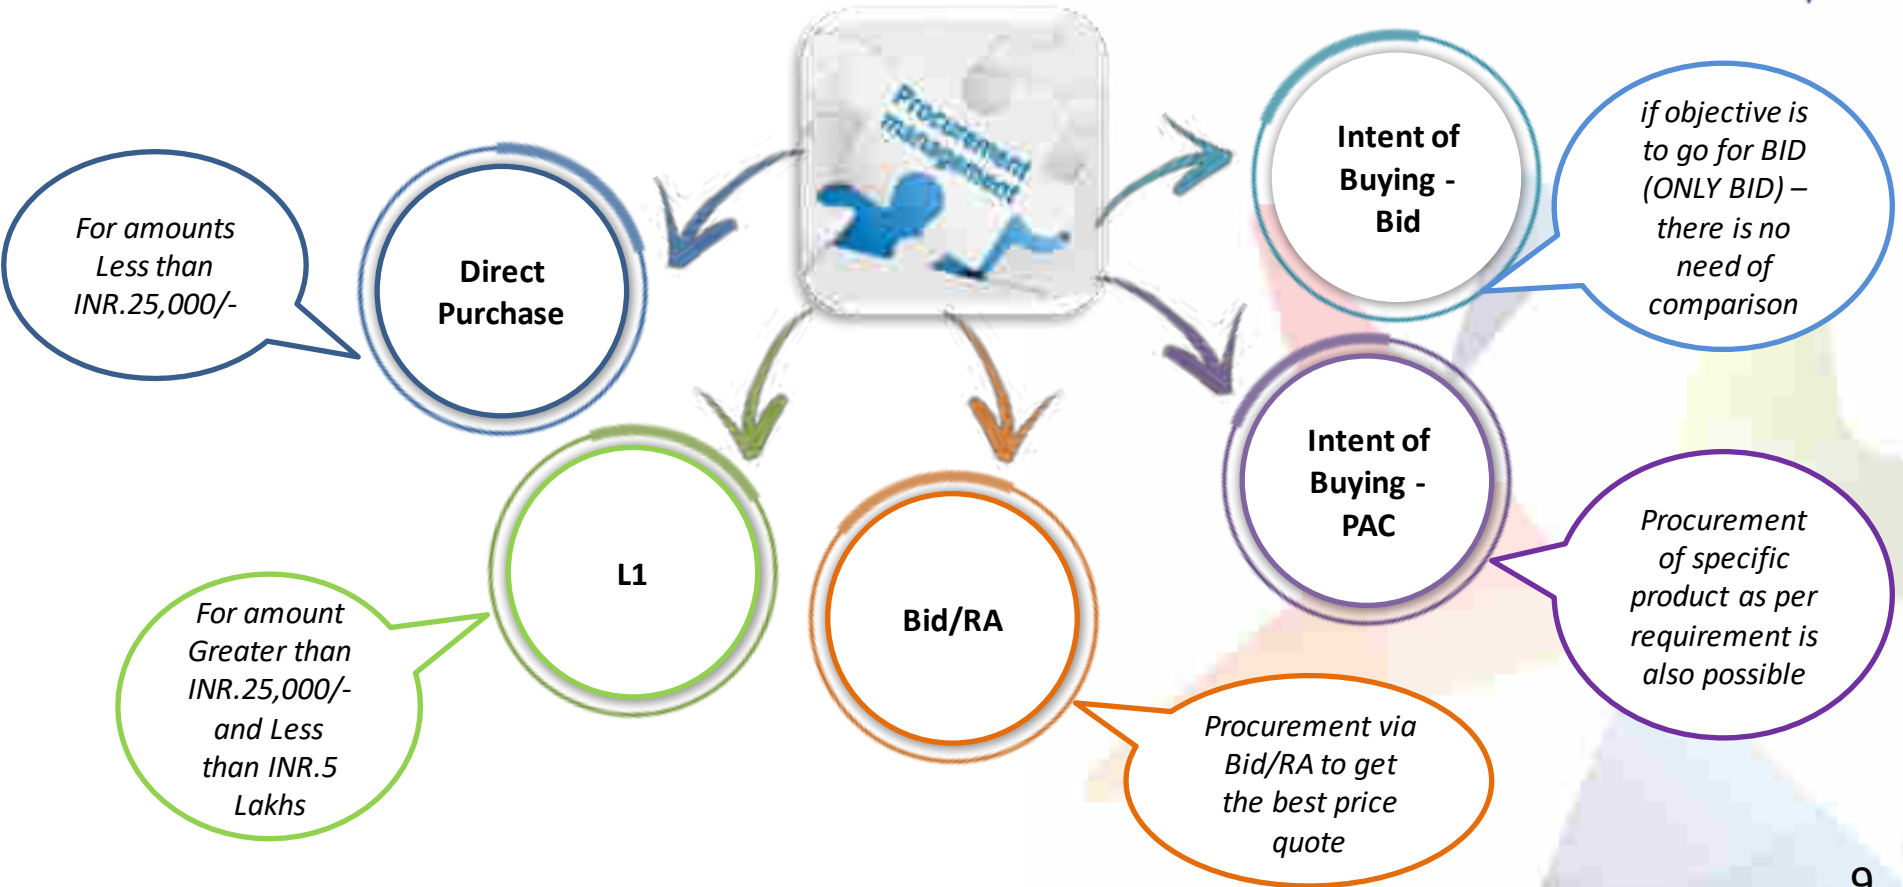 Procurement
management
Direct
Purchase
For amounts
Less than
INR.25,000/-
L1
For amount
Greater than
INR.25,000/-
and Less
than INR.5
Lakhs
Bid/RA
Procurement via
Bid/RA to get
the best price
quote
Intent of
Buying -
Bid
if objective is
to go for BID
(ONLY BID) –
there is no
need of
comparison
Intent of
Buying -
PAC
Procurement
of specific
product as per
requirement is
also possible
9